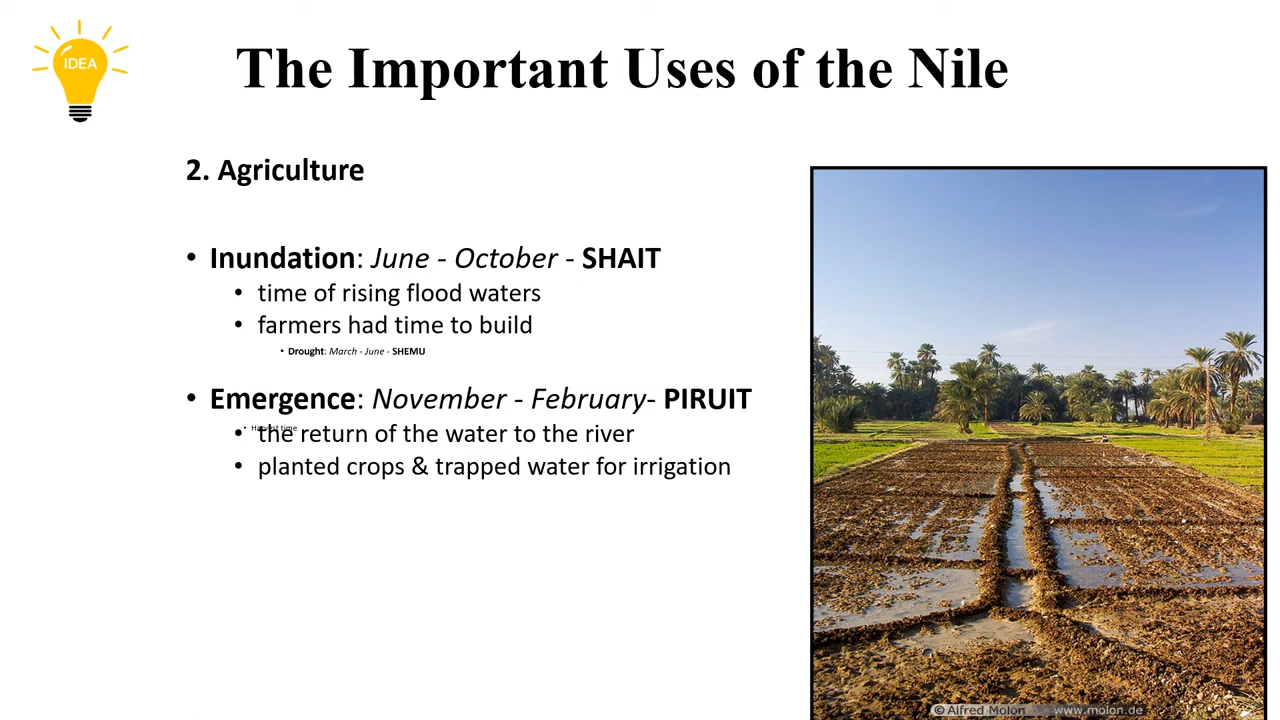 IDEA
The Important Uses of the Nile
2. Agriculture
• Inundation: June - October - SHAIT
• time of rising flood waters
• farmers had time to build
• Drought: March - June - SHEMU
• Emergence: November - February- PIRUIT
• Harvest time
• the return of the water to the river
• planted crops & trapped water for irrigation
© Alfred Molon www.molon.de